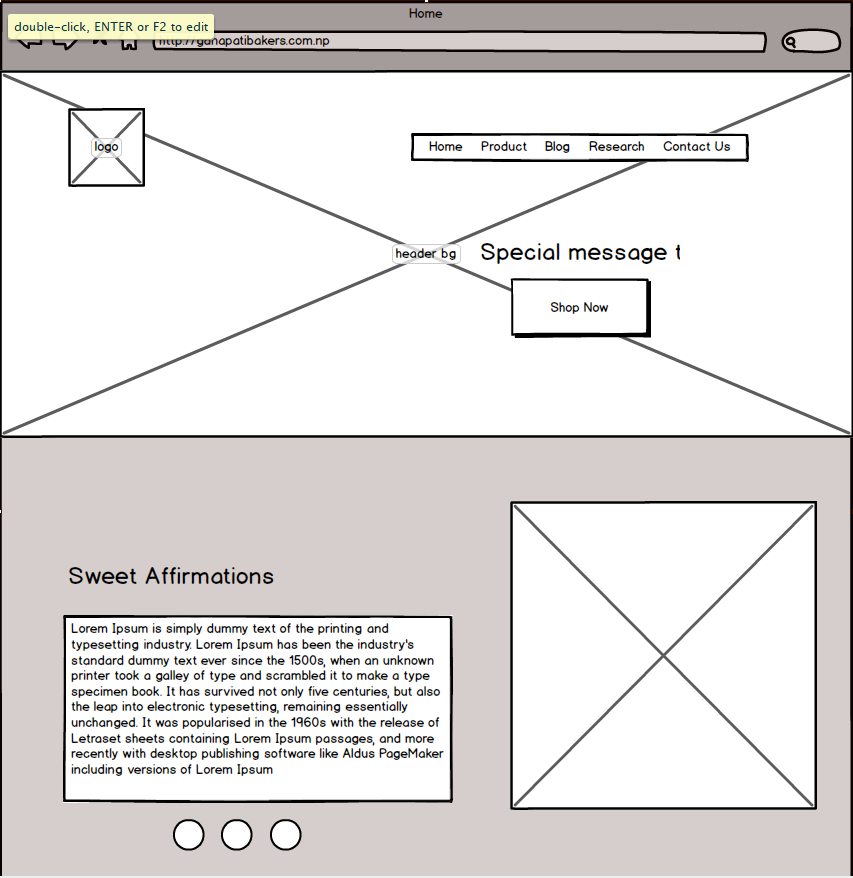 Home
double-click, ENTER or F2 to edit
http://ganapatibakers.com.np
logo
Home Product Blog Research Contact Us
header bg
Special message t
Shop Now
Sweet Affirmations
Lorem Ipsum is simply dummy text of the printing and
typesetting industry. Lorem Ipsum has been the industry's
standard dummy text ever since the 1500s, when an unknown
printer took a galley of type and scrambled it to make a type
specimen book. It has survived not only five centuries, but also
the leap into electronic typesetting, remaining essentially
unchanged. It was popularised in the 1960s with the release of
Letraset sheets containing Lorem Ipsum passages, and more
recently with desktop publishing software like Aldus PageMaker
including versions of Lorem Ipsum